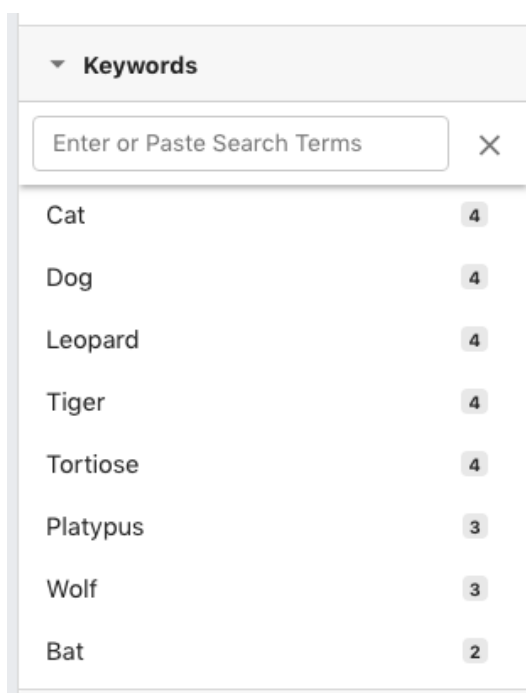 Keywords
Enter or Paste Search Terms
Cat 4
Dog 4
Leopard 4
Tiger 4
Tortiose 4
Platypus 3
Wolf 3
Bat 2